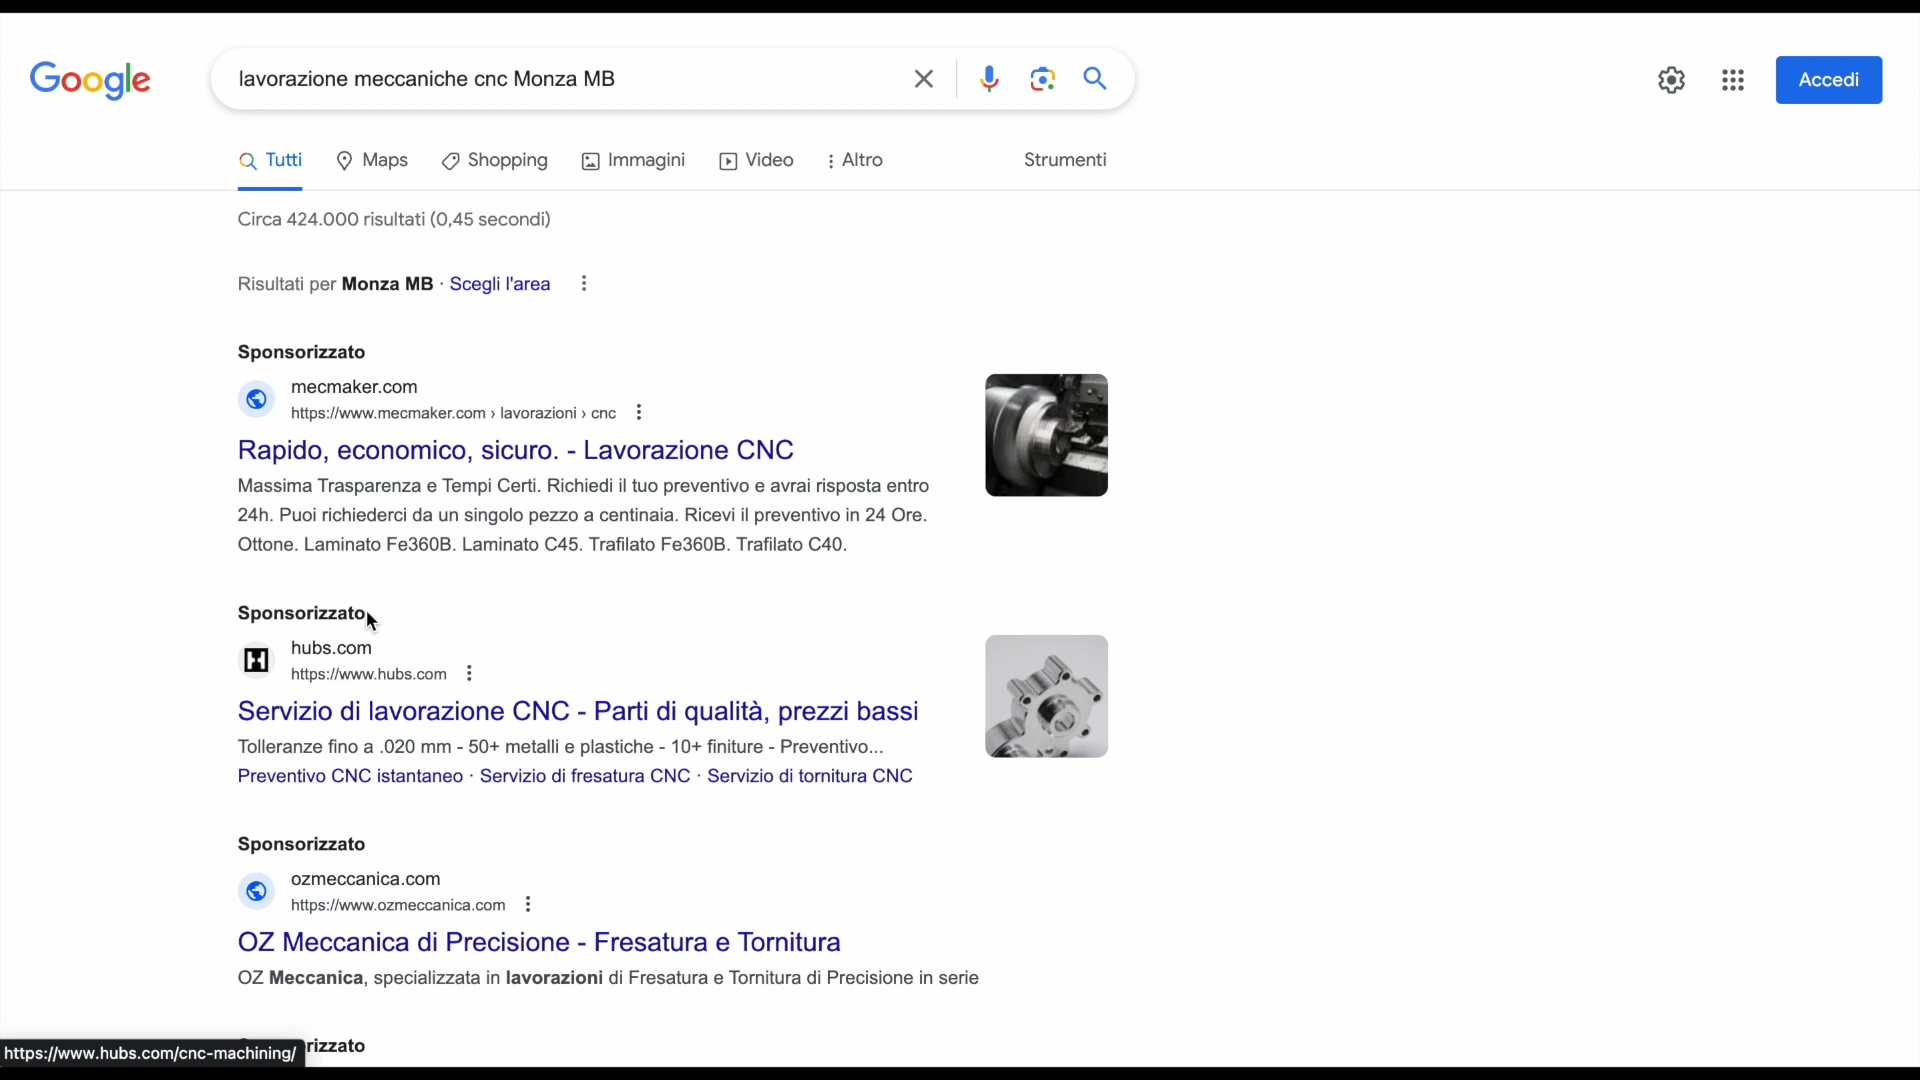 Google
lavorazione meccaniche cnc Monza MB
Accedi
Tutti
Maps
Shopping
Immagini
Video
Altro
Strumenti
Circa 424.000 risultati (0,45 secondi)
Risultati per Monza MB · Scegli l'area
Sponsorizzato
mecmaker.com
https://www.mecmaker.com › lavorazioni › cnc
Rapido, economico, sicuro. - Lavorazione CNC
Massima Trasparenza e Tempi Certi. Richiedi il tuo preventivo e avrai risposta entro
24h. Puoi richiederci da un singolo pezzo a centinaia. Ricevi il preventivo in 24 Ore.
Ottone. Laminato Fe360B. Laminato C45. Trafilato Fe360B. Trafilato C40.
Sponsorizzato
hubs.com
https://www.hubs.com
Servizio di lavorazione CNC - Parti di qualità, prezzi bassi
Tolleranze fino a .020 mm - 50+ metalli e plastiche - 10+ finiture - Preventivo...
Preventivo CNC istantaneo · Servizio di fresatura CNC · Servizio di tornitura CNC
Sponsorizzato
ozmeccanica.com
https://www.ozmeccanica.com
OZ Meccanica di Precisione - Fresatura e Tornitura
OZ Meccanica, specializzata in lavorazioni di Fresatura e Tornitura di Precisione in serie
rizzato
https://www.hubs.com/cnc-machining/